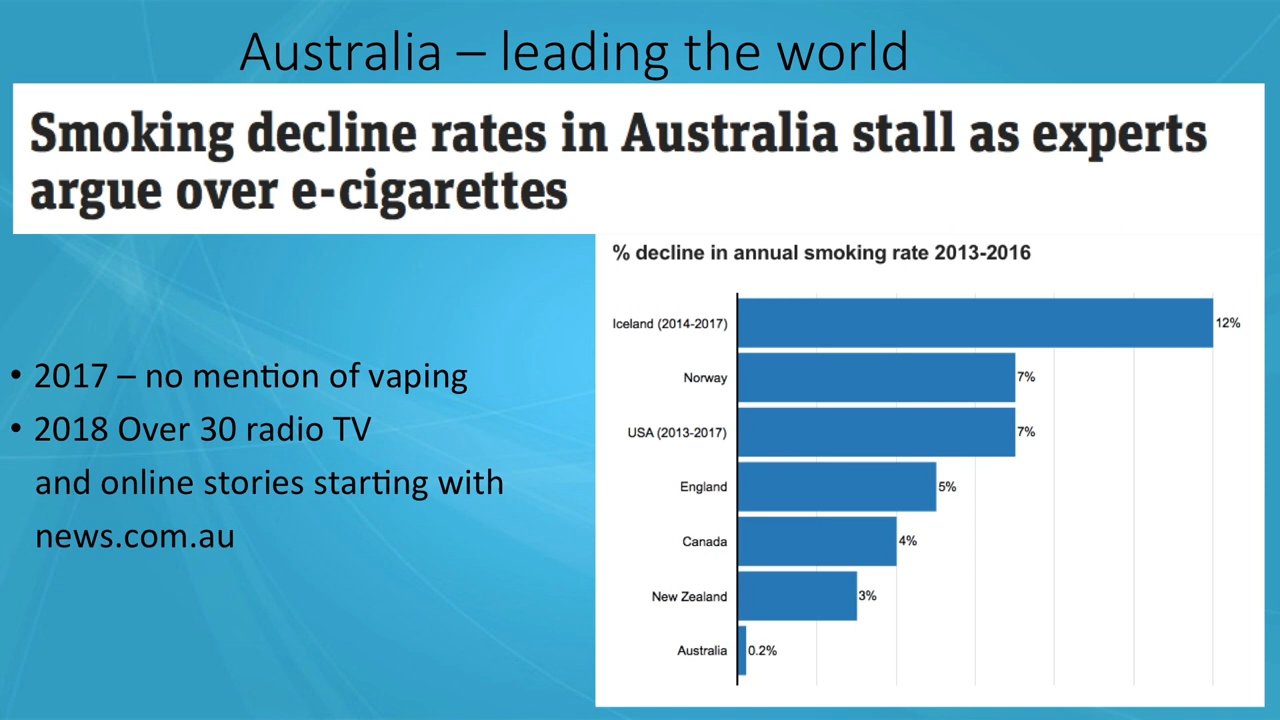 Australia – leading the world
Smoking decline rates in Australia stall as experts
argue over e-cigarettes
• 2017 – no mention of vaping
• 2018 Over 30 radio TV
and online stories starting with
news.com.au
% decline in annual smoking rate 2013-2016
Iceland (2014-2017) 12%
Norway 7%
USA (2013-2017) 7%
England 5%
Canada 4%
New Zealand 3%
Australia 0.2%